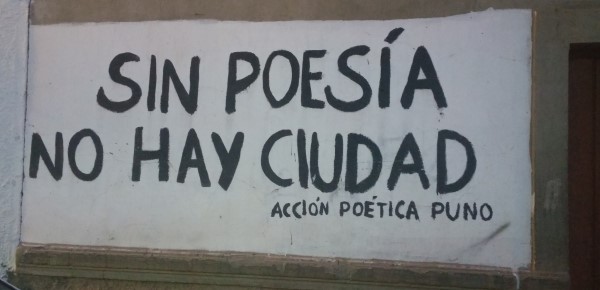 SIN POESÍA
NO HAY CIUDAD
ACCIÓN POÉTICA PUNO